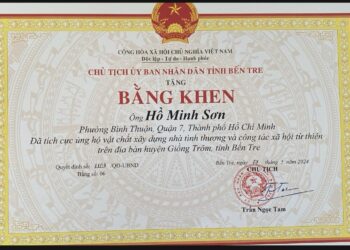 CỘNG HÒA XÃ HỘI CHỦ NGHĨA VIỆT NAM
Độc lập - Tự do - Hạnh phúc
CHỦ TỊCH ỦY BAN NHÂN DÂN TỈNH BẾN TRE
TẶNG
BẰNG KHEN
Ông Hồ Minh Sơn
Phường Bình Thuận, Quận 7, Thành phố Hồ Chí Minh
Đã tích cực ủng hộ vật chất xây dựng nhà tình thương và công tác xã hội từ thiện
trên địa bàn huyện Giồng Trôm, tỉnh Bến Tre
Quyết định số: QĐ-UBND
Bảng số: 06
Bến Tre, ngày tháng 5 năm 2024
CHỦ TỊCH
Trần Ngọc Tam